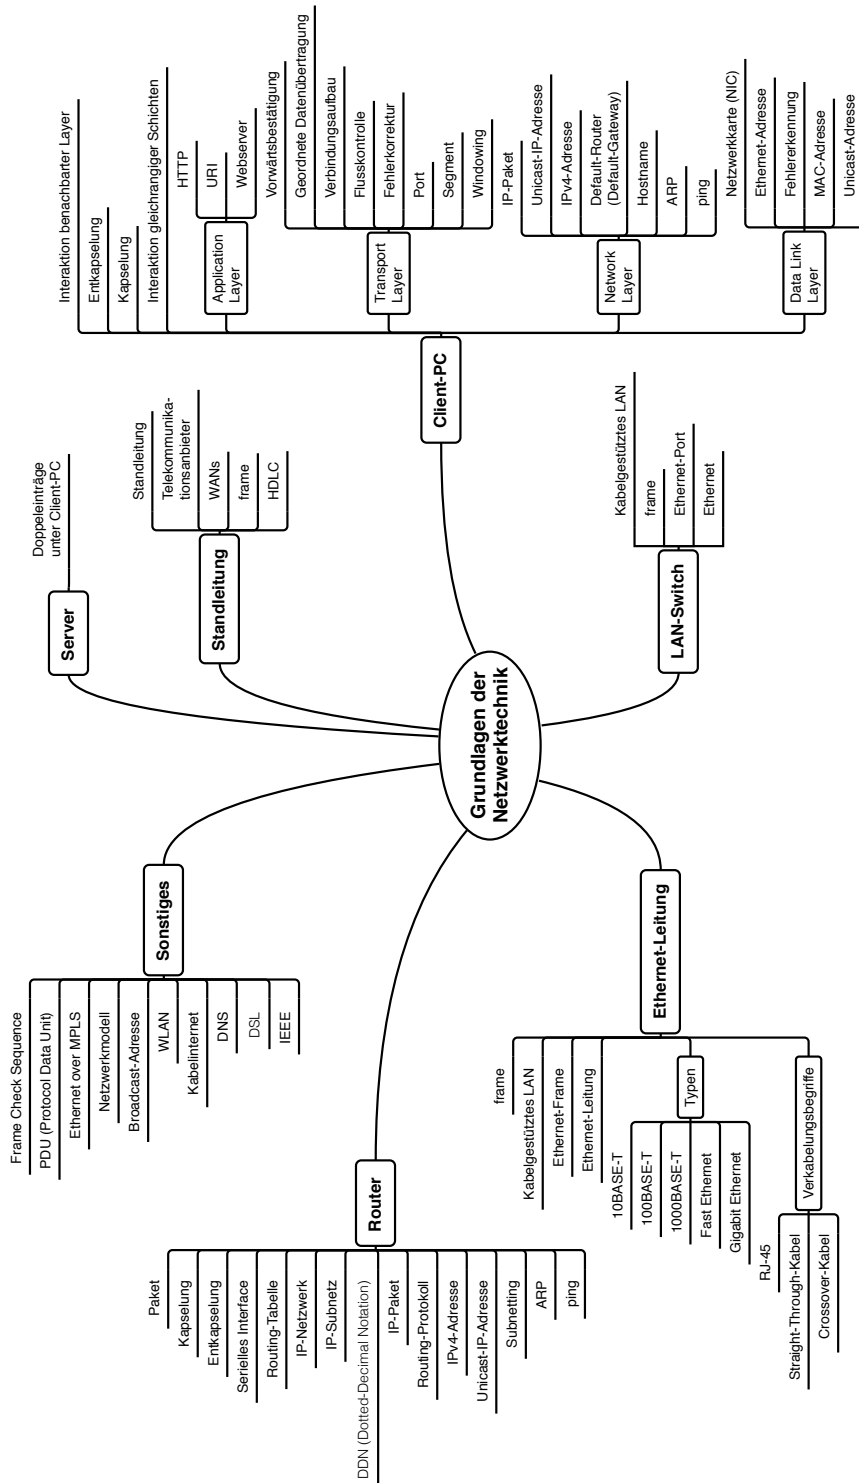 Grundlagen der
Netzwerktechnik
Server
Doppeleinträge
unter Client-PC
Standleitung
Standleitung
Telekommunika-
tionsanbieter
WANs
frame
HDLC
Client-PC
Interaktion benachbarter Layer
Entkapselung
Kapselung
Interaktion gleichrangiger Schichten
Application
Layer
HTTP
URI
Webserver
Transport
Layer
Vorwärtsbestätigung
Geordnete Datenübertragung
Verbindungsaufbau
Flusskontrolle
Fehlerkorrektur
Port
Segment
Windowing
Network
Layer
IP-Paket
Unicast-IP-Adresse
IPv4-Adresse
Default-Router
(Default-Gateway)
Hostname
ARP
ping
Data Link
Layer
Netzwerkkarte (NIC)
Ethernet-Adresse
Fehlererkennung
MAC-Adresse
Unicast-Adresse
LAN-Switch
Kabelgestütztes LAN
frame
Ethernet-Port
Ethernet
Sonstiges
Frame Check Sequence
PDU (Protocol Data Unit)
Ethernet over MPLS
Netzwerkmodell
Broadcast-Adresse
WLAN
Kabelinternet
DNS
DSL
IEEE
Router
Paket
Kapselung
Entkapselung
Serielles Interface
Routing-Tabelle
IP-Netzwerk
IP-Subnetz
DDN (Dotted-Decimal Notation)
IP-Paket
Routing-Protokoll
IPv4-Adresse
Unicast-IP-Adresse
Subnetting
ARP
ping
Ethernet-Leitung
frame
Kabelgestütztes LAN
Ethernet-Frame
Ethernet-Leitung
Typen
10BASE-T
100BASE-T
1000BASE-T
Fast Ethernet
Gigabit Ethernet
Verkabelungsbegriffe
RJ-45
Straight-Through-Kabel
Crossover-Kabel